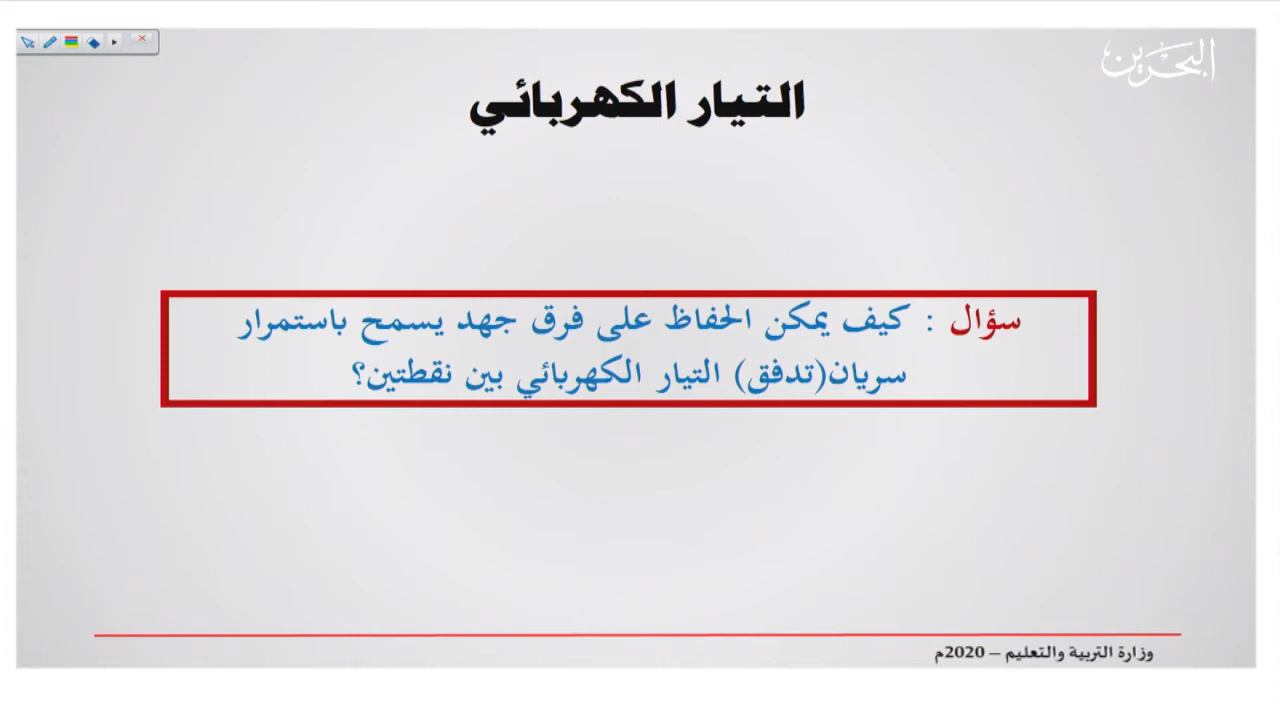 البحرين
التيار الكهربائي
سؤال : كيف يمكن الحفاظ على فرق جهد يسمح باستمرار
سريان(تدفق) التيار الكهربائي بين نقطتين؟
وزارة التربية والتعليم – 2020م